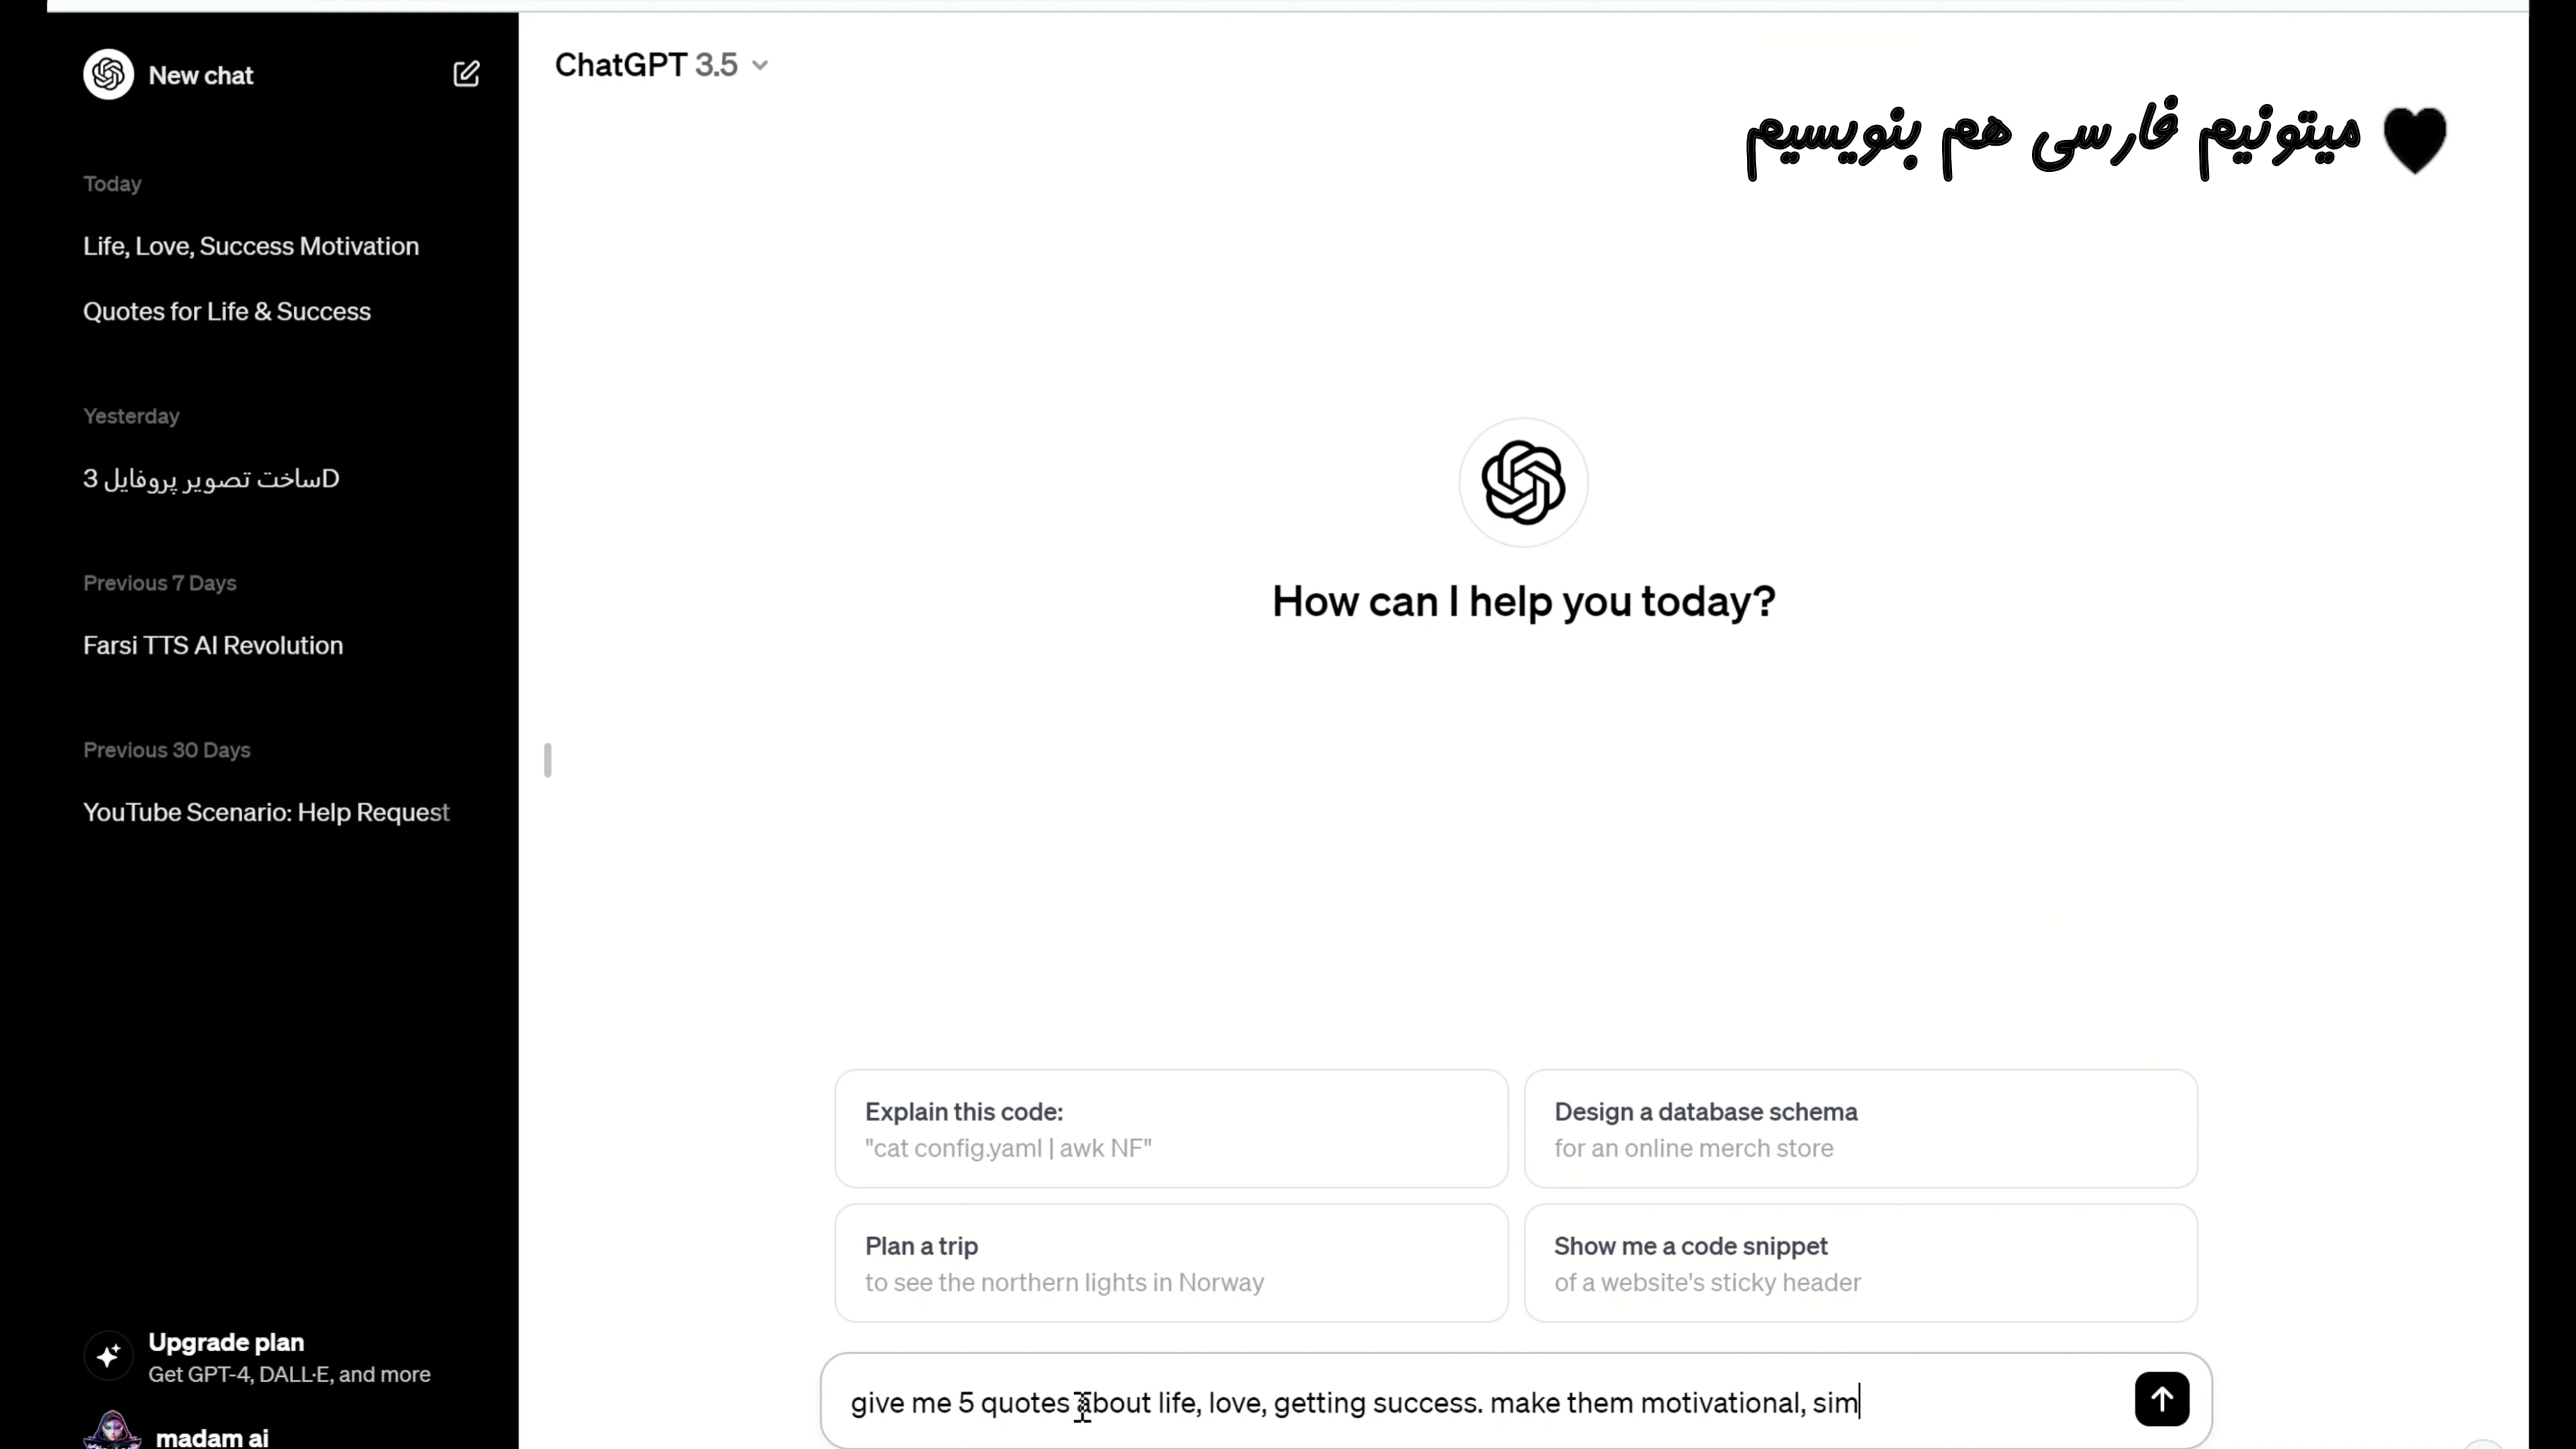 New chat
Today
Life, Love, Success Motivation
Quotes for Life & Success
Yesterday
ساخت تصویر پروفایل 3D
Previous 7 Days
Farsi TTS AI Revolution
Previous 30 Days
YouTube Scenario: Help Request
Upgrade plan
Get GPT-4, DALL·E, and more
madam ai
ChatGPT 3.5
میتونیم فارسی هم بنویسیم
How can I help you today?
Explain this code:
"cat config.yaml | awk NF"
Design a database schema
for an online merch store
Plan a trip
to see the northern lights in Norway
Show me a code snippet
of a website's sticky header
give me 5 quotes about life, love, getting success. make them motivational, sim